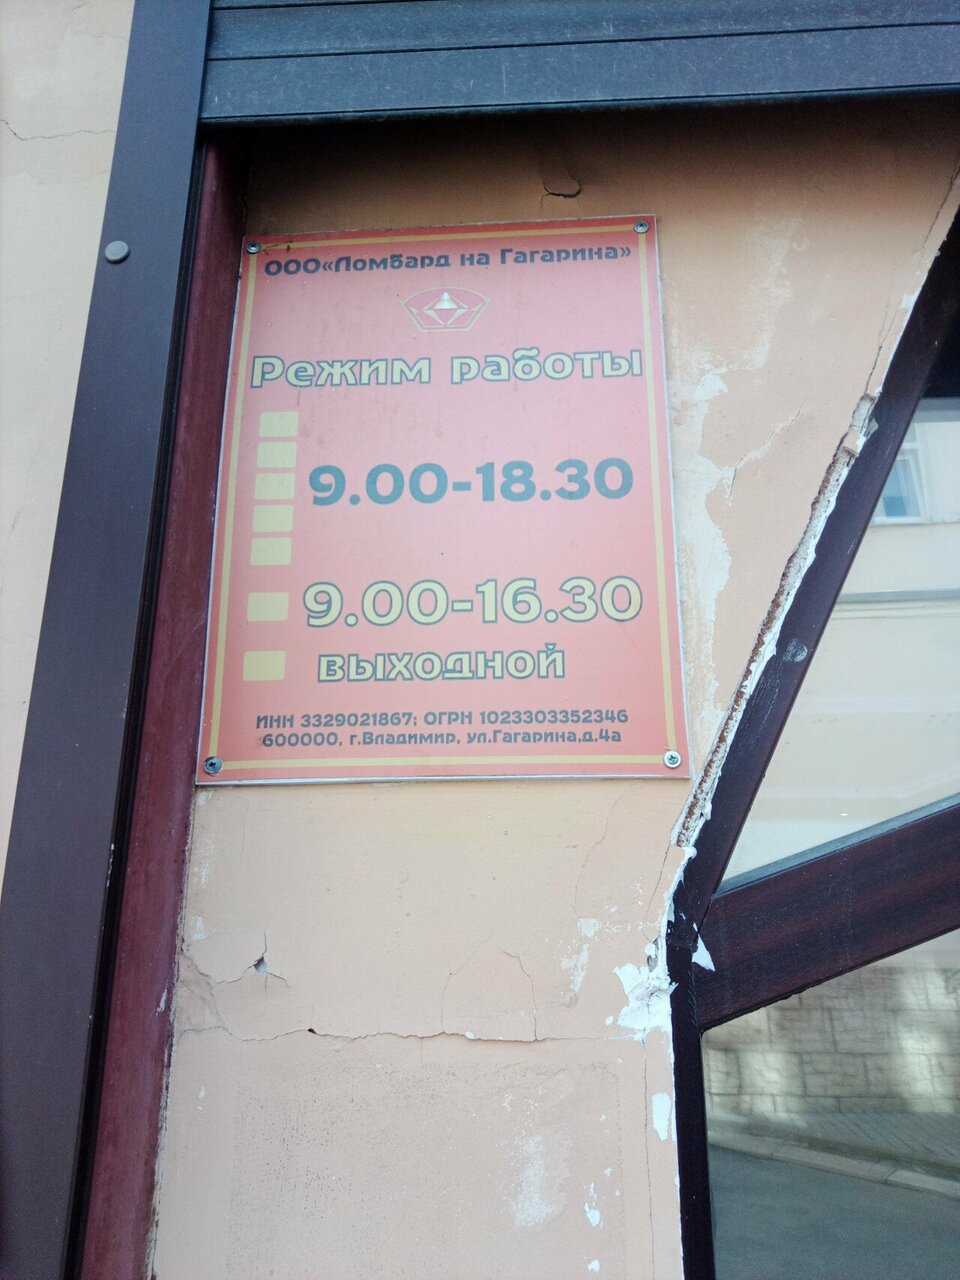 ООО«Ломбард на Гагарина»
Режим работы
9.00-18.30
9.00-16.30
выходной
ИНН 3329021867; ОГРН 1023303352346
600000, г.Владимир, ул.Гагарина,д.4а